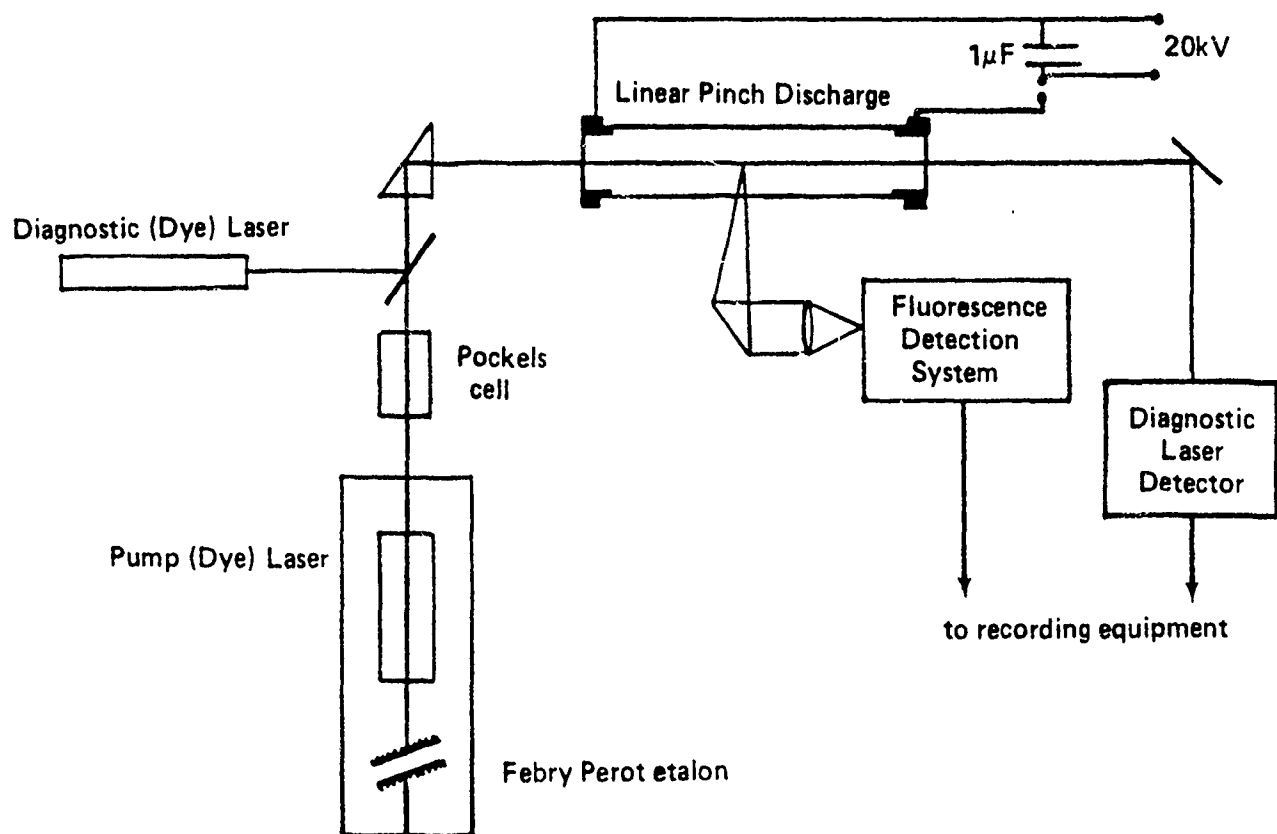 1μF
20kV
Linear Pinch Discharge
Diagnostic (Dye) Laser
Fluorescence
Detection
System
Pockels
cell
Diagnostic
Laser
Detector
Pump (Dye) Laser
to recording equipment
Febry Perot etalon